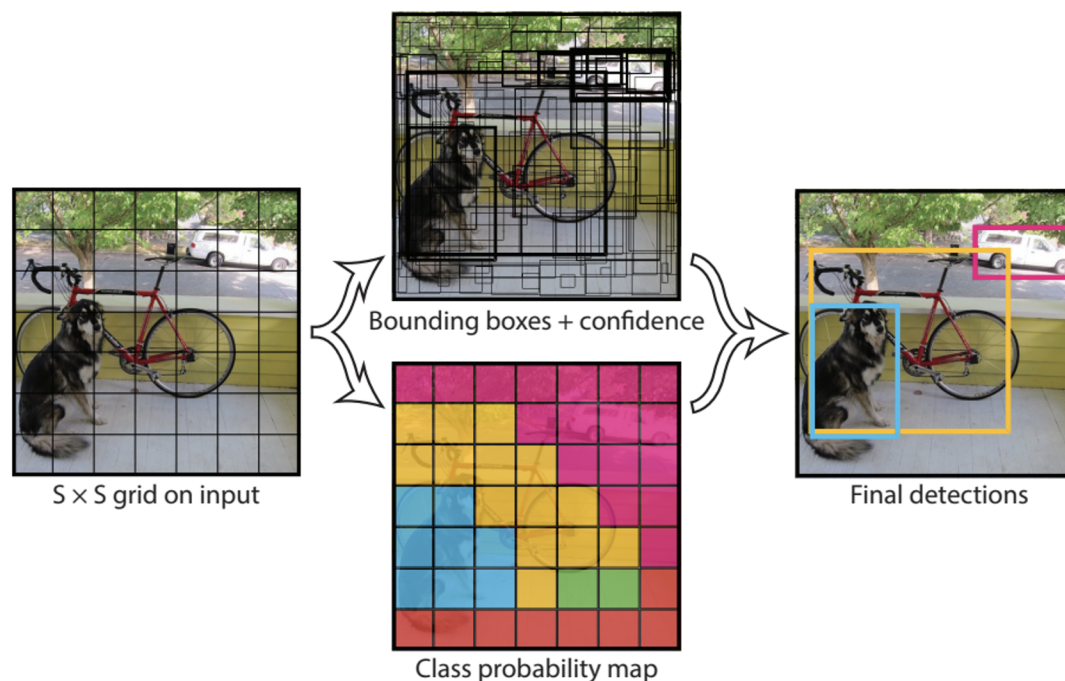 Bounding boxes + confidence
S × S grid on input
Final detections
Class probability map